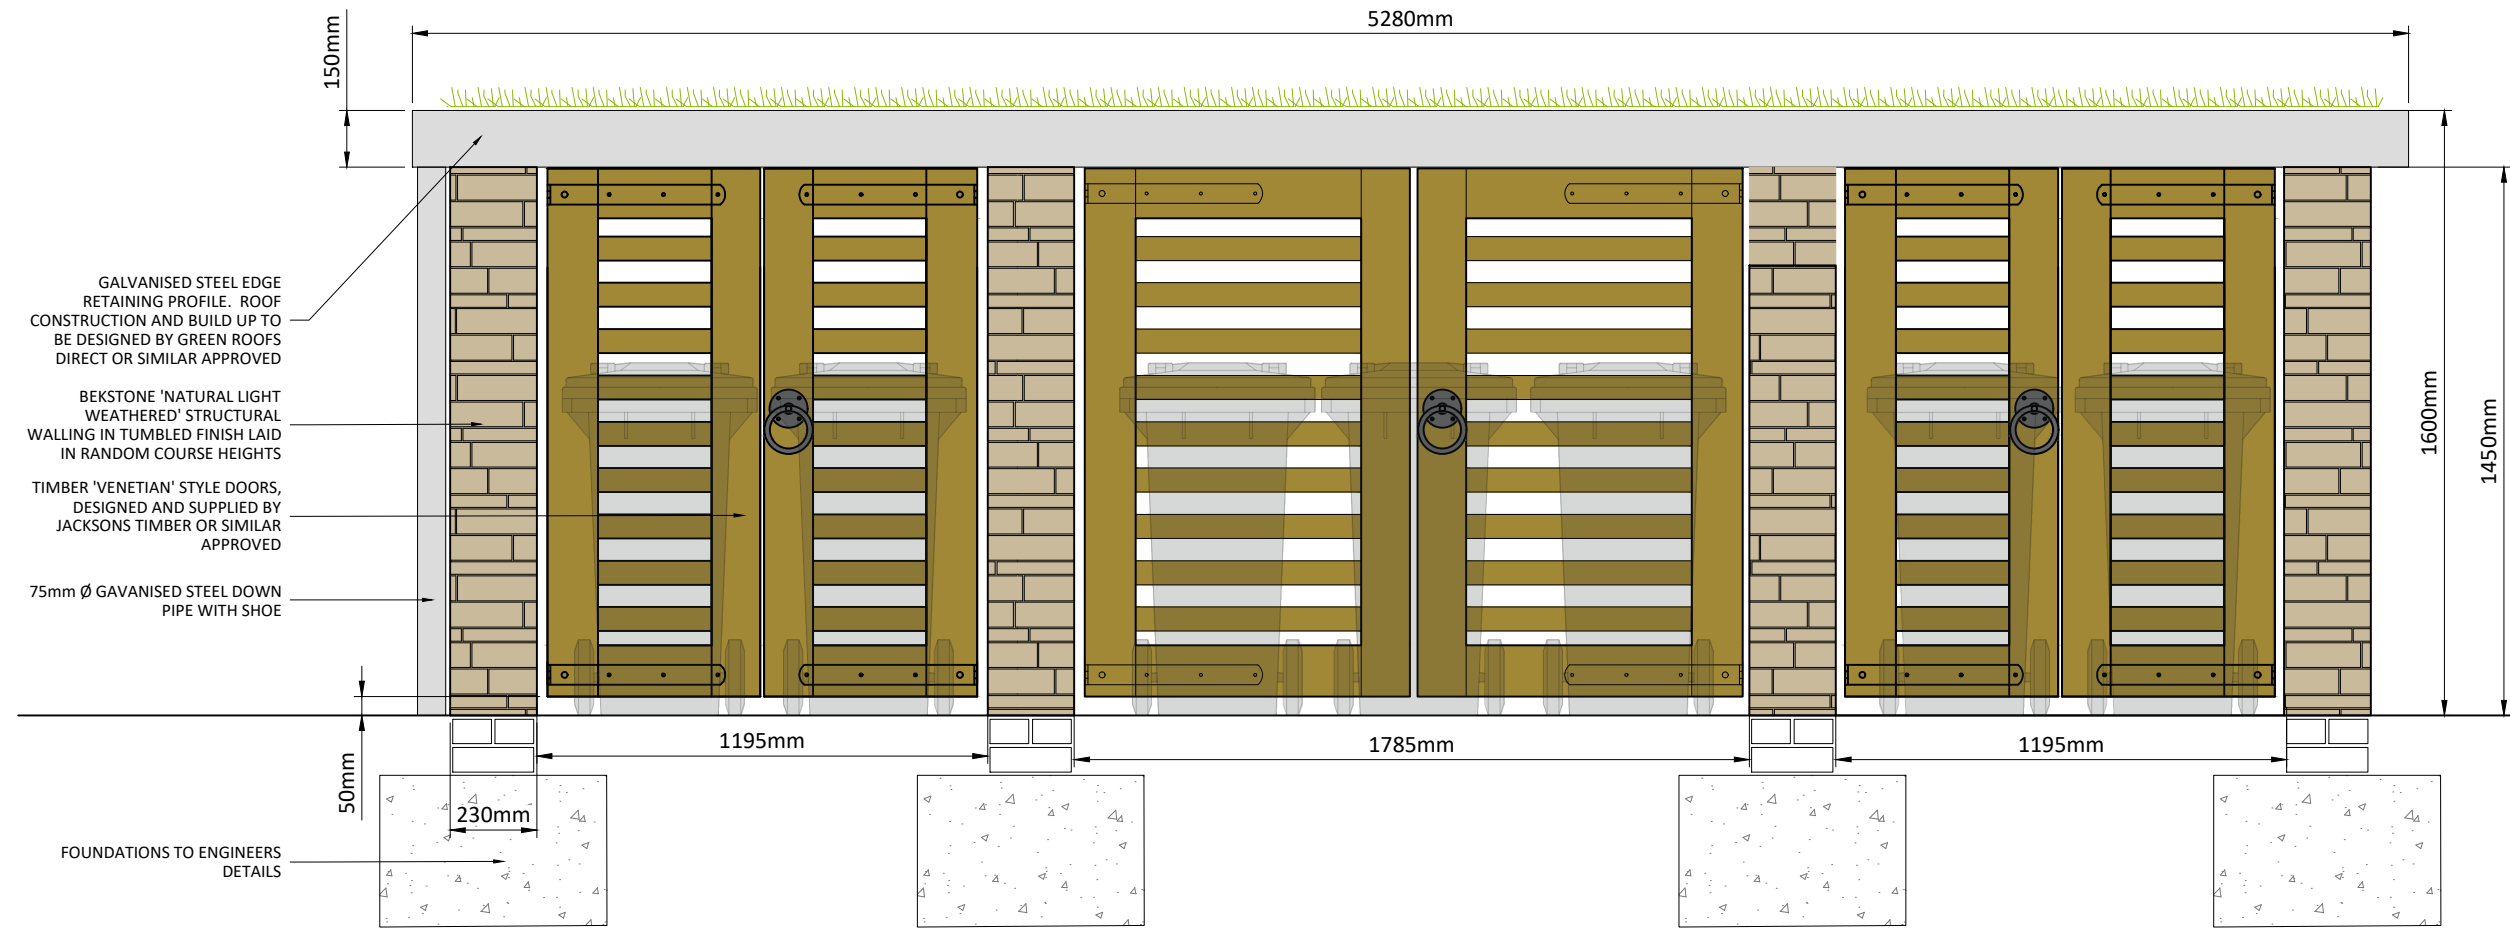 5280mm
150mm
GALVANISED STEEL EDGE
RETAINING PROFILE. ROOF
CONSTRUCTION AND BUILD UP TO
BE DESIGNED BY GREEN ROOFS
DIRECT OR SIMILAR APPROVED
BEKSTONE 'NATURAL LIGHT
WEATHERED' STRUCTURAL
WALLING IN TUMBLED FINISH LAID
IN RANDOM COURSE HEIGHTS
TIMBER 'VENETIAN' STYLE DOORS,
DESIGNED AND SUPPLIED BY
JACKSONS TIMBER OR SIMILAR
APPROVED
75mm Ø GAVANISED STEEL DOWN
PIPE WITH SHOE
1600mm
1450mm
1195mm
1785mm
1195mm
50mm
230mm
FOUNDATIONS TO ENGINEERS
DETAILS